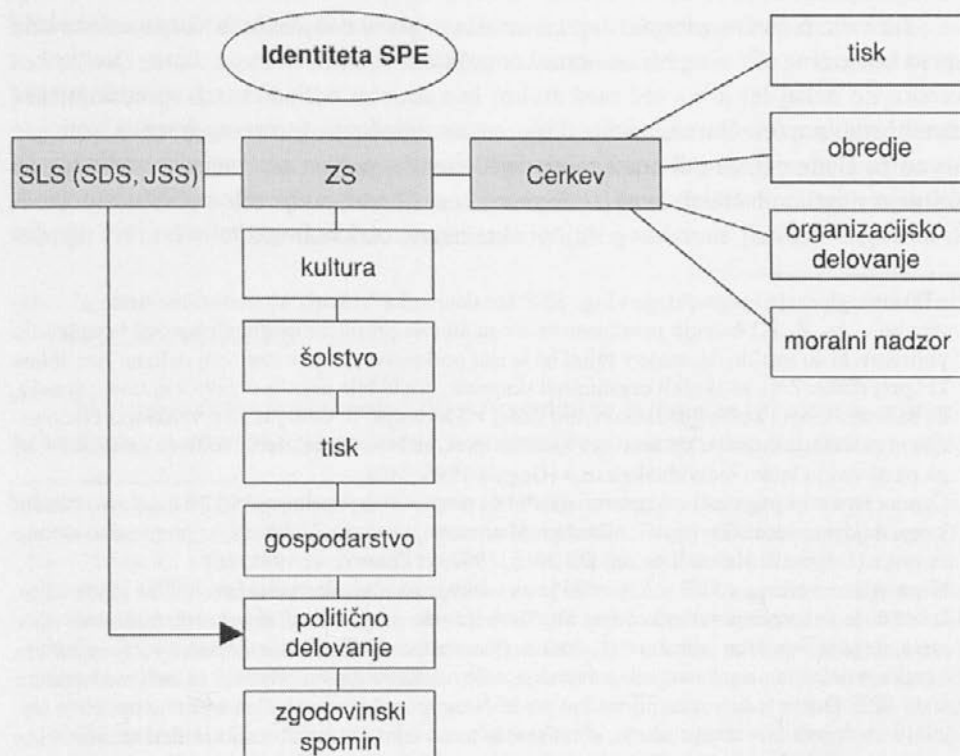 Identiteta SPE
SLS (SDS, JSS)
ZS
Cerkev
kultura
šolstvo
tisk
gospodarstvo
politično
delovanje
zgodovinski
spomin
tisk
obredje
organizacijsko
delovanje
moralni nadzor